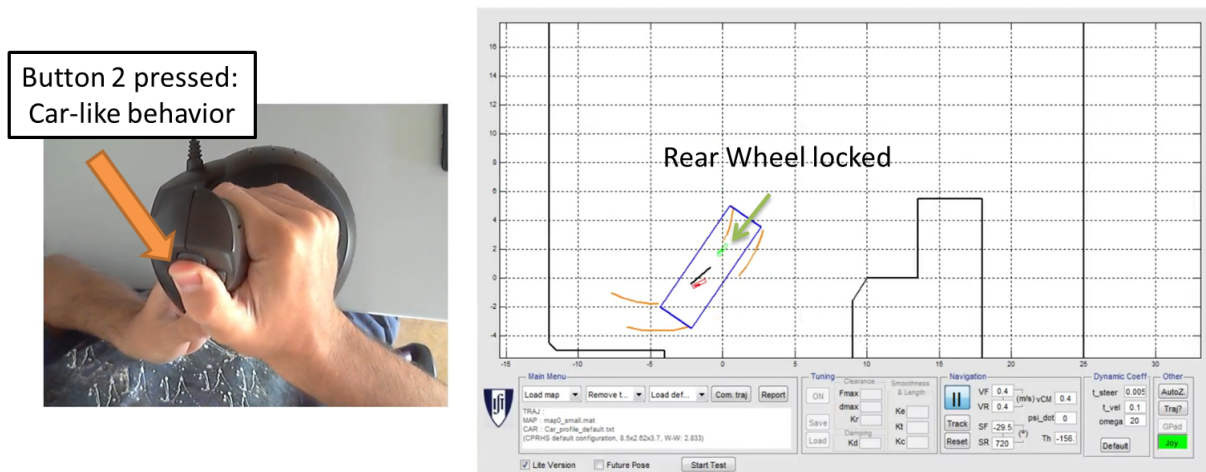 Button 2 pressed:
Car-like behavior
Rear Wheel locked
16
14
12
10
8
6
4
2
0
-2
-4
-15
-10
-5
0
5
10
15
20
25
30
Main Menu
Load map
Remove t...
Load def...
Com. traj
Report
TRAJ :
MAP : map0_small.mat
CAR : Car_profile_default.txt
(CPRHS default configuration, 8.5x2.62x3.7, W-W: 2.833)
Lite Version
Future Pose
Start Test
Tuning
ON
Save
Load
Clearance
Fmax
dmax
Kr
Damping
Kd
Smoothness
& Length
Ke
Kt
Kc
Navigation
Track
Reset
VF 0.4
VR 0.4
(m/s) vCM 0.4
psi_dot 0
SF -29.5
SR 720
(º)
Th -156.
Dynamic Coeff
t_steer 0.005
t_vel 0.1
omega 20
Default
Other
AutoZ.
Traj?
GPad
Joy